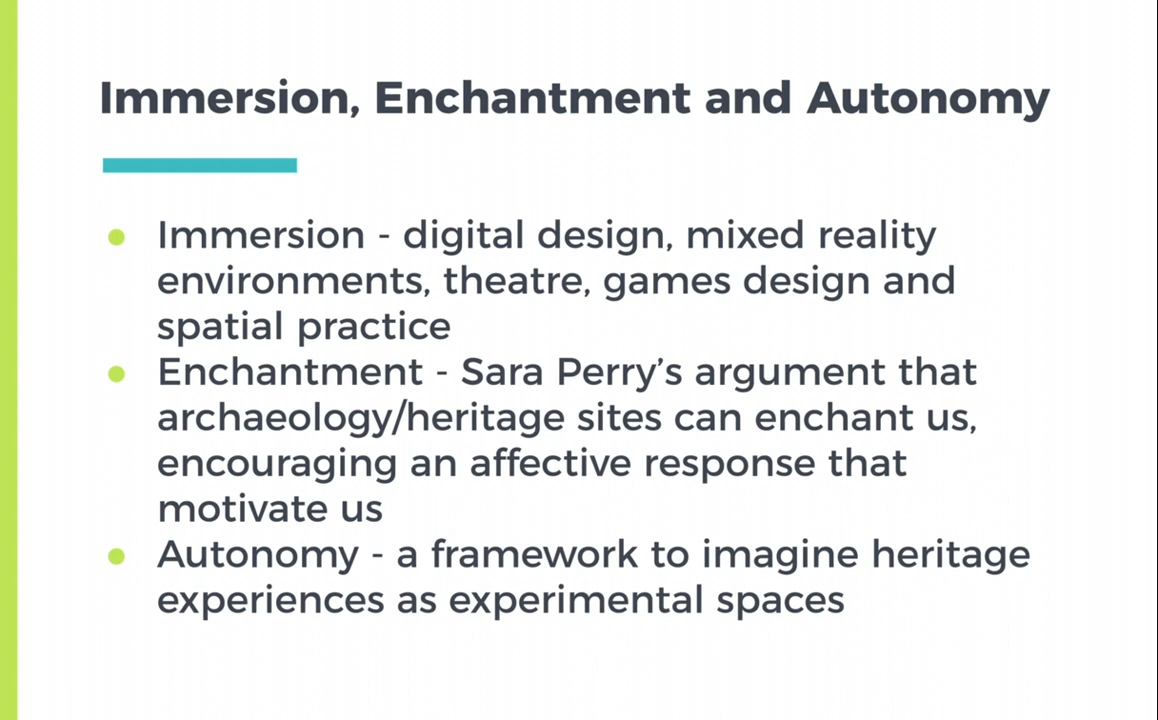 Immersion, Enchantment and Autonomy
● Immersion - digital design, mixed reality
environments, theatre, games design and
spatial practice
● Enchantment - Sara Perry’s argument that
archaeology/heritage sites can enchant us,
encouraging an affective response that
motivate us
● Autonomy - a framework to imagine heritage
experiences as experimental spaces